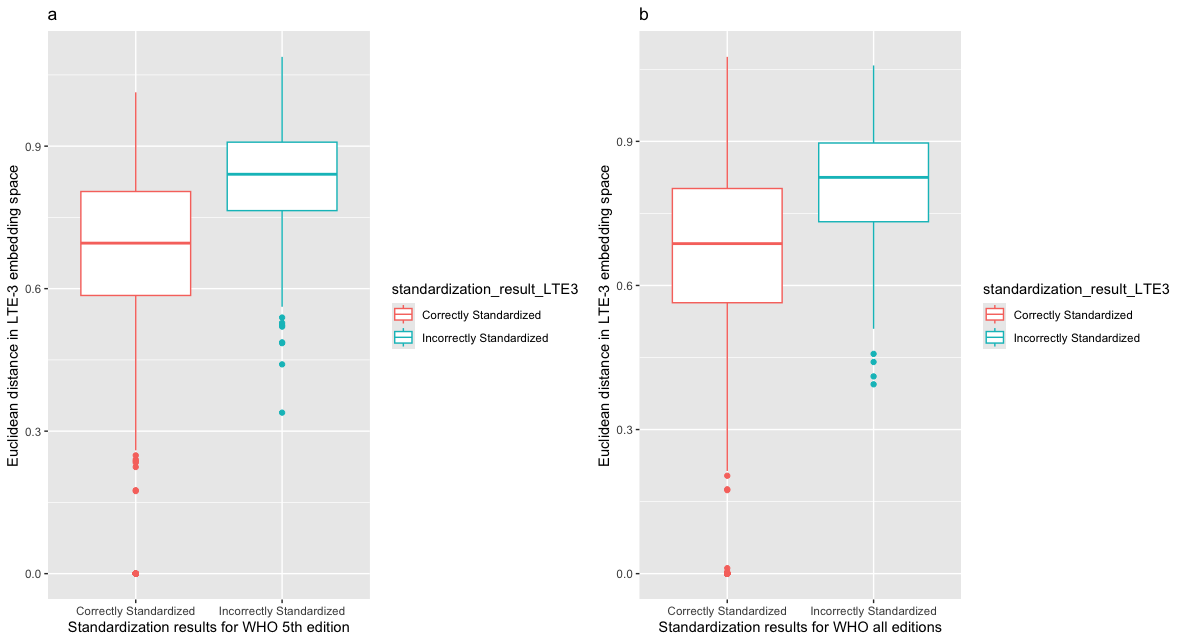 a
Euclidean distance in LTE-3 embedding space
0.9
0.6
0.3
0.0
Correctly Standardized
Incorrectly Standardized
Standardization results for WHO 5th edition
standardization_result_LTE3
Correctly Standardized
Incorrectly Standardized
b
Euclidean distance in LTE-3 embedding space
0.9
0.6
0.3
0.0
Correctly Standardized
Incorrectly Standardized
Standardization results for WHO all editions
standardization_result_LTE3
Correctly Standardized
Incorrectly Standardized